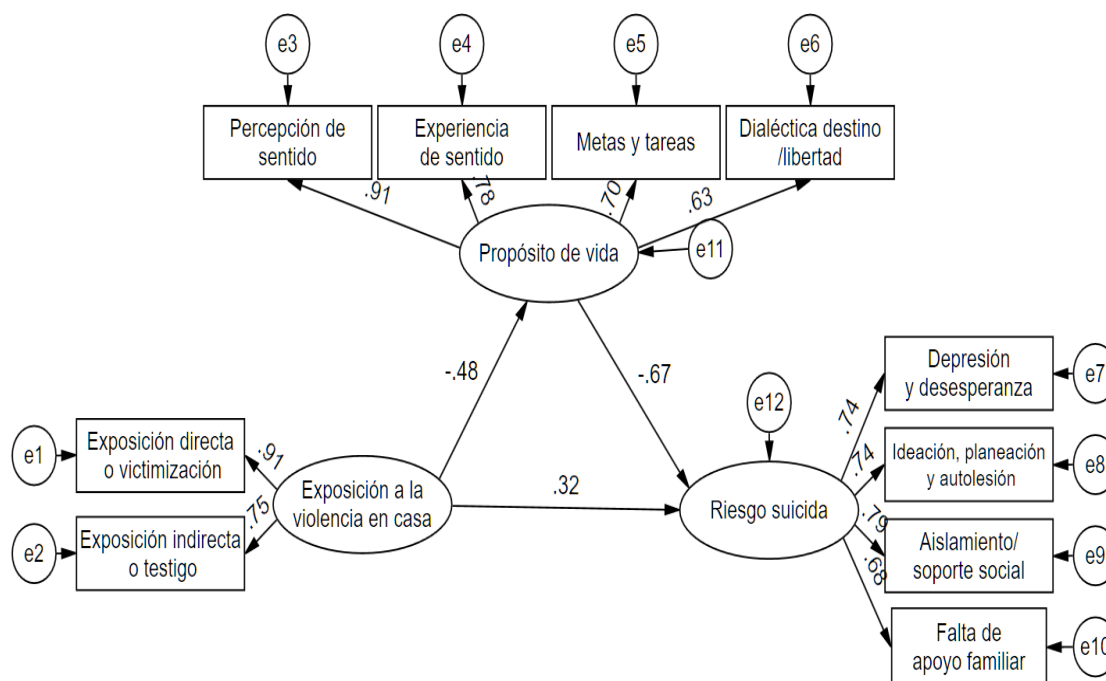 e3
e4
e5
e6
Percepción de
sentido
Experiencia
de sentido
Metas y tareas
Dialéctica destino
/libertad
.91
.78
.70
.63
Propósito de vida
e11
-.48
-.67
e12
Depresión
y desesperanza
e7
.74
Ideación, planeación
y autolesión
e8
.74
e1
Exposición directa
o victimización
.91
Exposición a la
violencia en casa
.32
Riesgo suicida
.79
Aislamiento/
soporte social
e9
e2
Exposición indirecta
o testigo
.75
.68
Falta de
apoyo familiar
e10